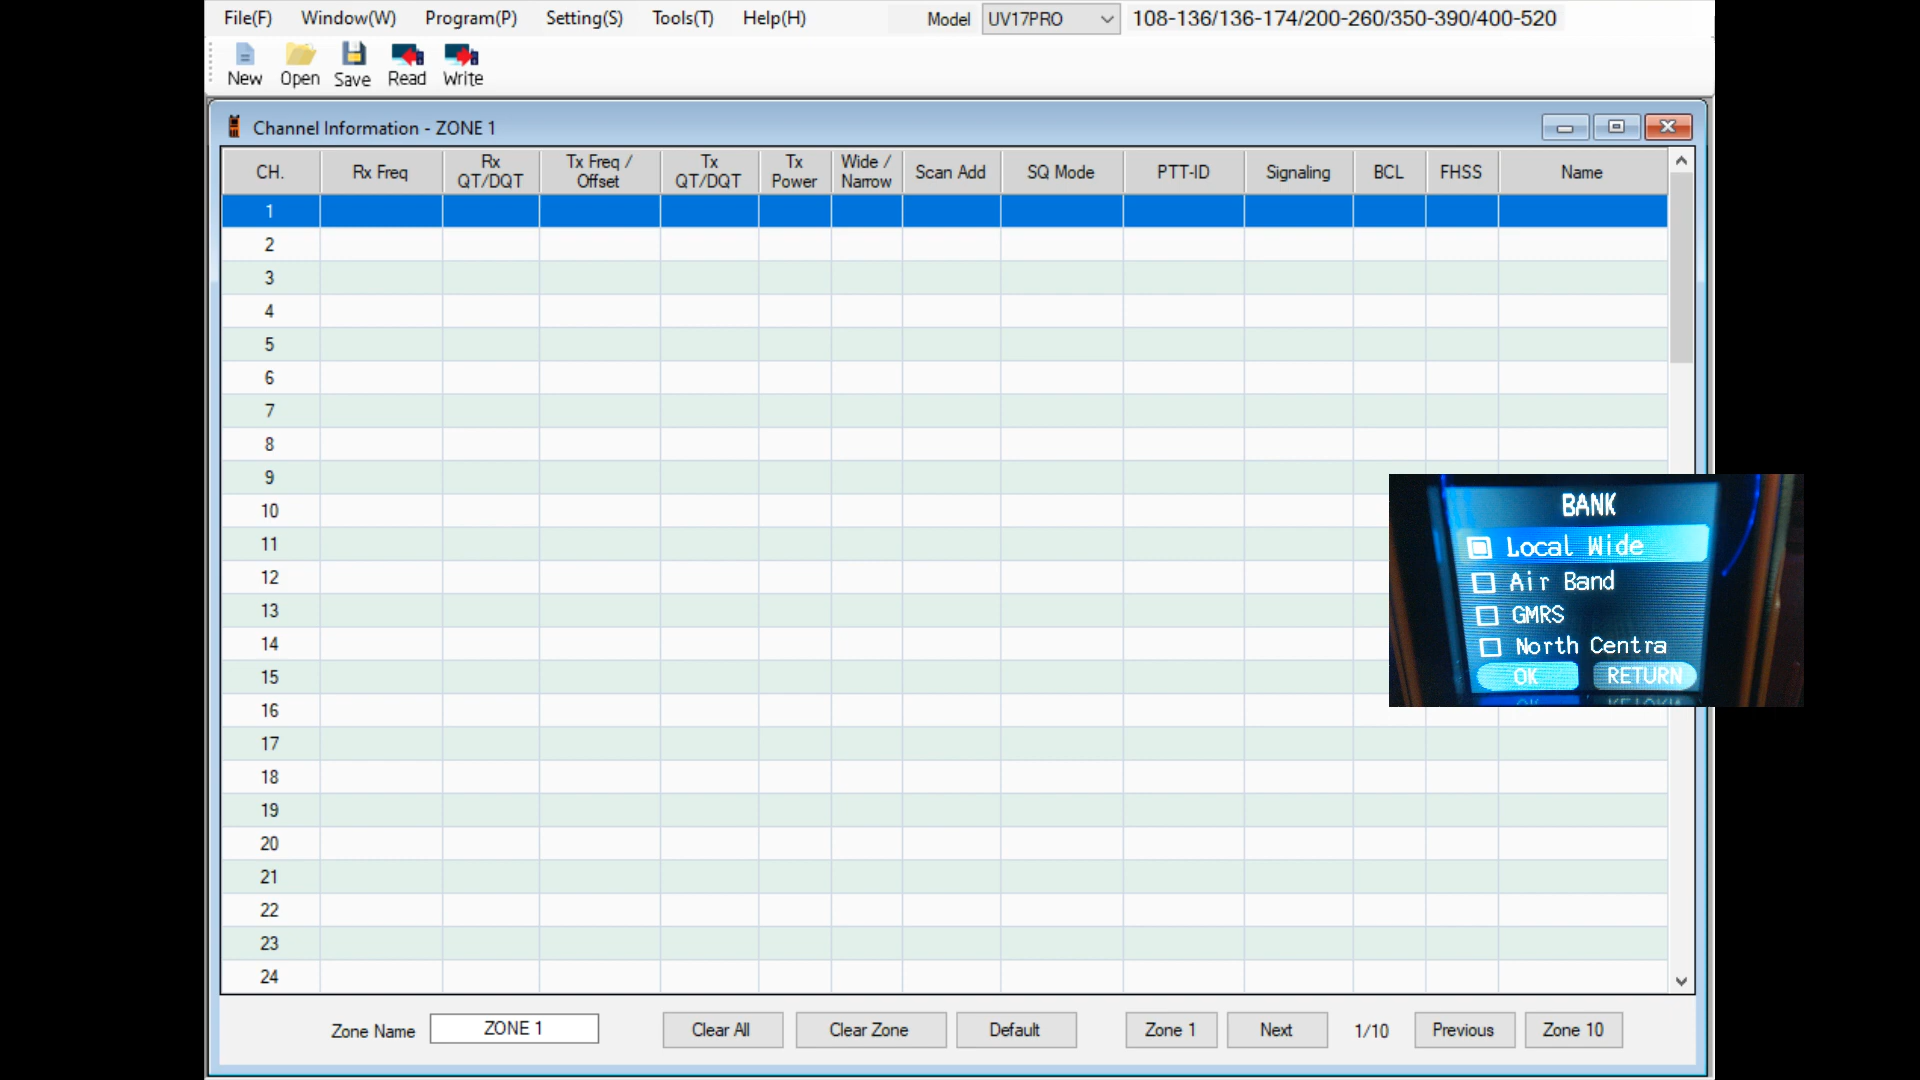 File(F) Window(W) Program(P) Setting(S) Tools(T) Help(H) Model UV17PRO 108-136/136-174/200-260/350-390/400-520
New Open Save Read Write
Channel Information - ZONE 1
CH. Rx Freq Rx QT/DQT Tx Freq / Offset Tx QT/DQT Tx Power Wide / Narrow Scan Add SQ Mode PTT-ID Signaling BCL FHSS Name
1
2
3
4
5
6
7
8
9
10
11
12
13
14
15
16
17
18
19
20
21
22
23
24
BANK
Local Wide
Air Band
GMRS
North Centra
OK RETURN
Zone Name ZONE 1 Clear All Clear Zone Default Zone 1 Next 1/10 Previous Zone 10